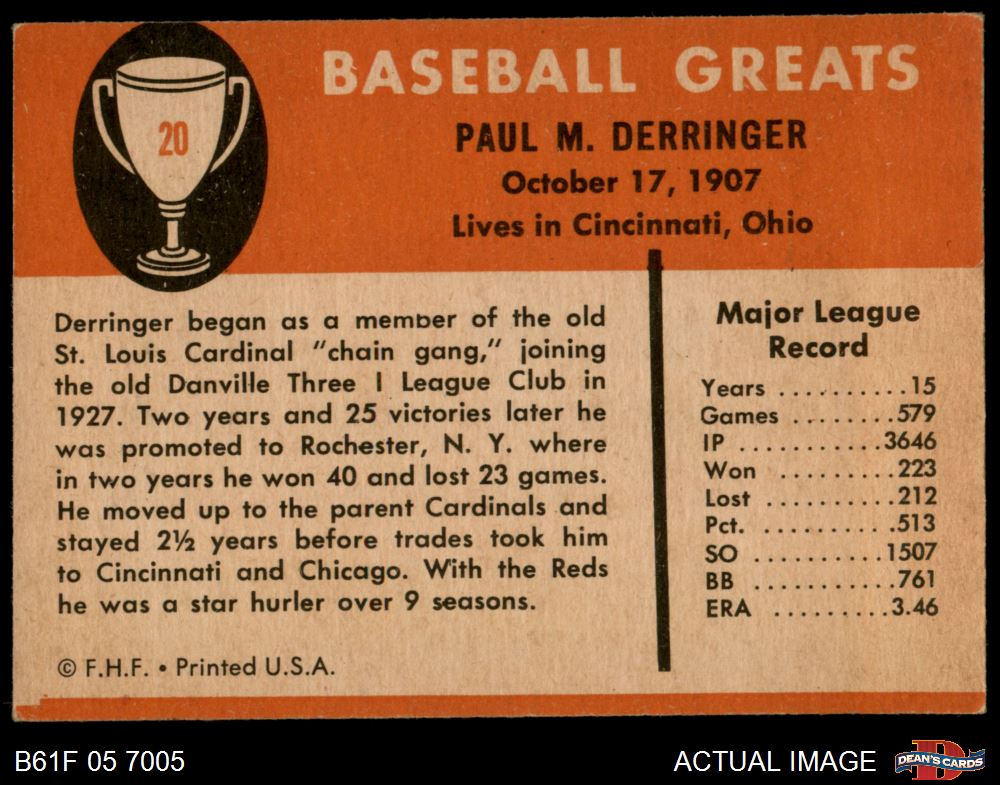 20
BASEBALL GREATS
PAUL M. DERRINGER
October 17, 1907
Lives in Cincinnati, Ohio
Derringer began as a member of the old
St. Louis Cardinal "chain gang," joining
the old Danville Three I League Club in
1927. Two years and 25 victories later he
was promoted to Rochester, N. Y. where
in two years he won 40 and lost 23 games.
He moved up to the parent Cardinals and
stayed 2½ years before trades took him
to Cincinnati and Chicago. With the Reds
he was a star hurler over 9 seasons.
© F.H.F. • Printed U.S.A.
Major League
Record
Years ..........15
Games ........579
IP ...........3646
Won .........223
Lost ..........212
Pct. ..........513
SO ..........1507
BB ...........761
ERA .........3.46
B61F 05 7005
ACTUAL IMAGE
D
DEAN'S CARDS